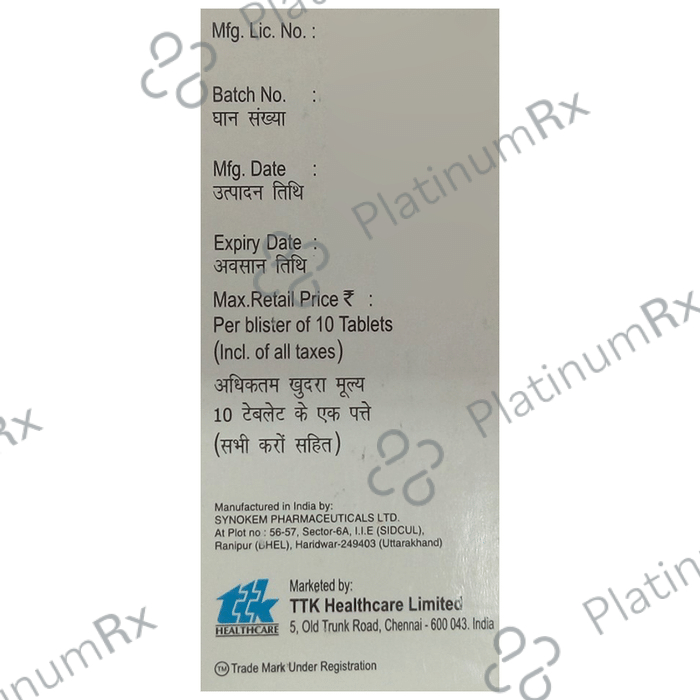 Mfg. Lic. No. :
Batch No. :
घान संख्या
Mfg. Date :
उत्पादन तिथि
Expiry Date :
अवसान तिथि
Max.Retail Price ₹ :
Per blister of 10 Tablets
(Incl. of all taxes)
अधिकतम खुदरा मूल्य
10 टेबलेट के एक पत्ते
(सभी करों सहित)
Manufactured in India by:
SYNOKEM PHARMACEUTICALS LTD.
At Plot no : 56-57, Sector-6A, I.I.E (SIDCUL),
Ranipur (BHEL), Haridwar-249403 (Uttarakhand)
ttk
HEALTHCARE
Marketed by:
TTK Healthcare Limited
5, Old Trunk Road, Chennai - 600 043. India
TM Trade Mark Under Registration
PlatinumRx
PlatinumRx
PlatinumRx
Rx
PlatinumRx
inumRx